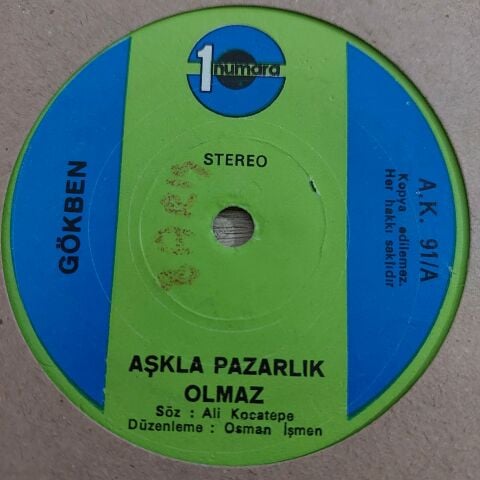 1 numara
STEREO
GÖKBEN
A.K. 91/A
Kopya edilemez.
Her hakkı saklıdır
AŞKLA PAZARLIK
OLMAZ
Söz : Ali Kocatepe
Düzenleme : Osman İşmen